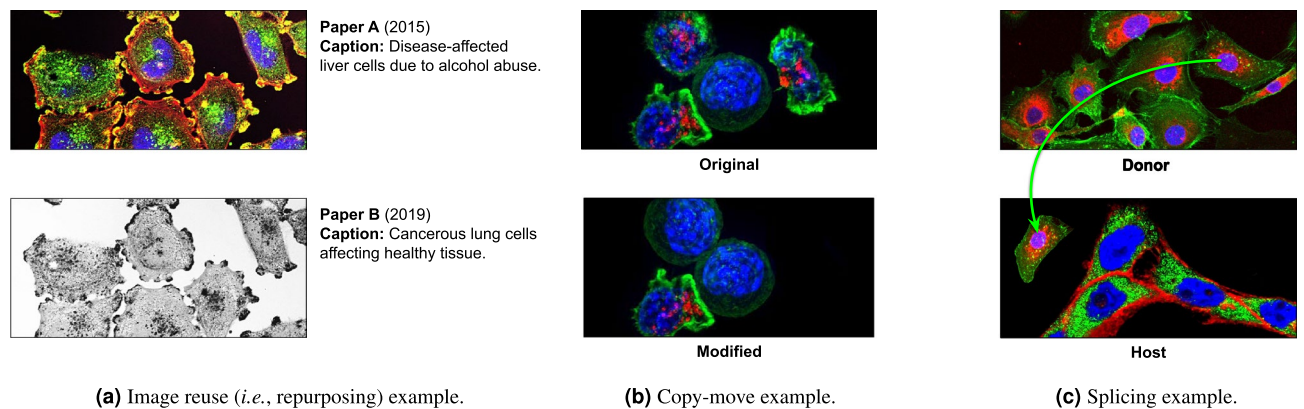 Paper A (2015)
Caption: Disease-affected
liver cells due to alcohol abuse.
Original
Donor
Paper B (2019)
Caption: Cancerous lung cells
affecting healthy tissue.
Modified
Host
(a) Image reuse (i.e., repurposing) example.
(b) Copy-move example.
(c) Splicing example.